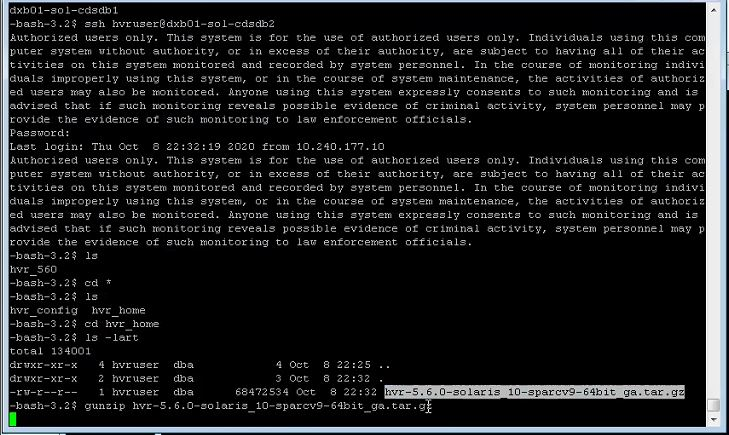 dxb01-sol-cdsdb1
-bash-3.2$ ssh hvruser@dxb01-sol-cdsdb2
Authorized users only. This system is for the use of authorized users only. Individuals using this com
puter system without authority, or in excess of their authority, are subject to having all of their ac
tivities on this system monitored and recorded by system personnel. In the course of monitoring indivi
duals improperly using this system, or in the course of system maintenance, the activities of authoriz
ed users may also be monitored. Anyone using this system expressly consents to such monitoring and is
advised that if such monitoring reveals possible evidence of criminal activity, system personnel may p
rovide the evidence of such monitoring to law enforcement officials.
Password:
Last login: Thu Oct  8 22:32:19 2020 from 10.240.177.10
Authorized users only. This system is for the use of authorized users only. Individuals using this com
puter system without authority, or in excess of their authority, are subject to having all of their ac
tivities on this system monitored and recorded by system personnel. In the course of monitoring indivi
duals improperly using this system, or in the course of system maintenance, the activities of authoriz
ed users may also be monitored. Anyone using this system expressly consents to such monitoring and is
advised that if such monitoring reveals possible evidence of criminal activity, system personnel may p
rovide the evidence of such monitoring to law enforcement officials.
-bash-3.2$ ls
hvr_560
-bash-3.2$ cd *
-bash-3.2$ ls
hvr_config  hvr_home
-bash-3.2$ cd hvr_home
-bash-3.2$ ls -lart
total 134001
drwxr-xr-x   4 hvruser  dba            4 Oct  8 22:25 ..
drwxr-xr-x   2 hvruser  dba            3 Oct  8 22:32 .
-rw-r--r--   1 hvruser  dba     68472534 Oct  8 22:32 hvr-5.6.0-solaris_10-sparcv9-64bit_ga.tar.gz
-bash-3.2$ gunzip hvr-5.6.0-solaris_10-sparcv9-64bit_ga.tar.gz